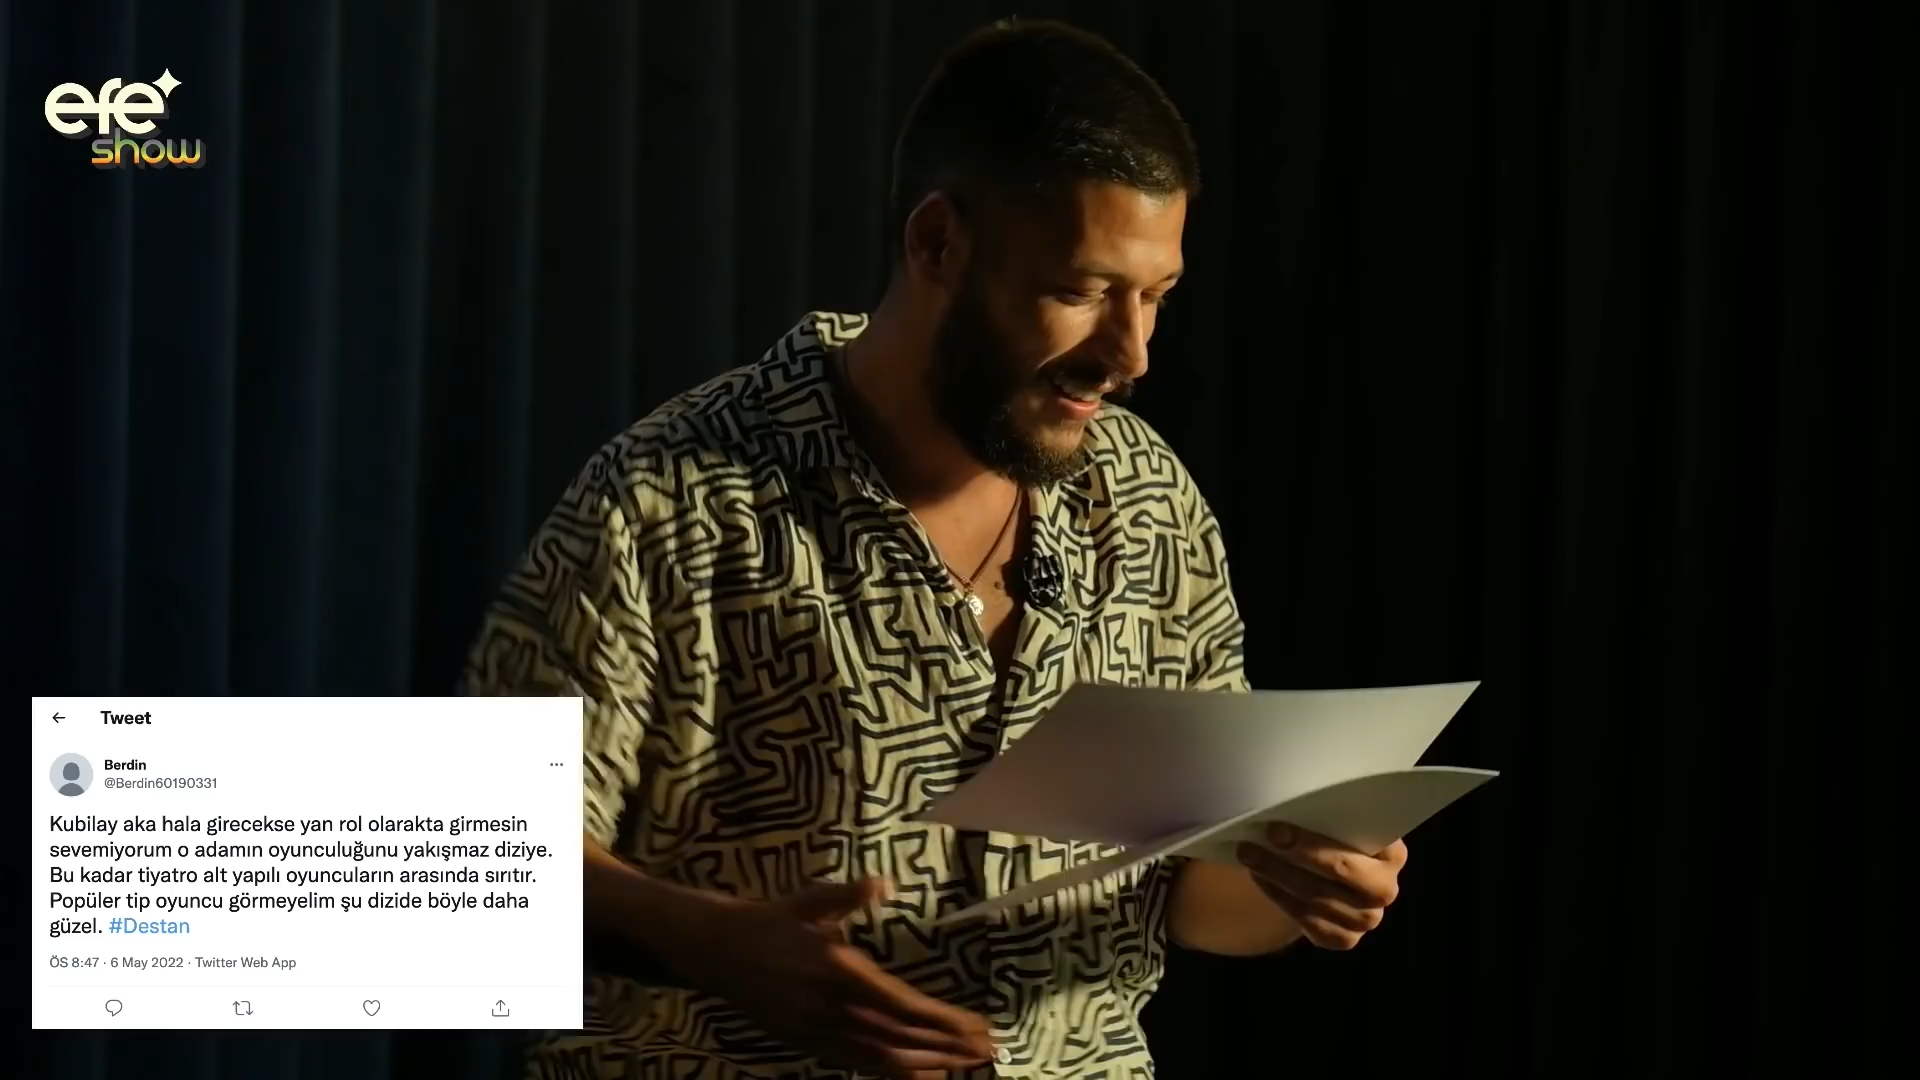 efe
show
Tweet
Berdin
@Berdin60190331
Kubilay aka hala girecekse yan rol olarakta girmesin
sevemiyorum o adamın oyunculuğunu yakışmaz diziye.
Bu kadar tiyatro alt yapılı oyuncuların arasında sırıtır.
Popüler tip oyuncu görmeyelim şu dizide böyle daha
güzel. #Destan
ÖS 8:47 · 6 May 2022 · Twitter Web App